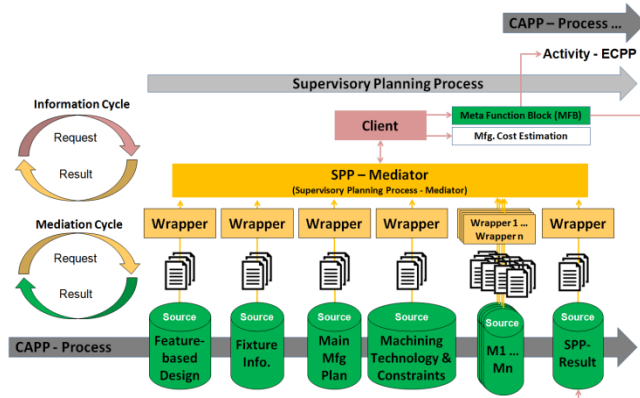 CAPP – Process ...
Activity - ECPP
Supervisory Planning Process
Information Cycle
Request
Result
Client
Meta Function Block (MFB)
Mfg. Cost Estimation
SPP – Mediator
(Supervisory Planning Process - Mediator)
Mediation Cycle
Request
Result
Wrapper
Wrapper
Wrapper
Wrapper
Wrapper 1 ...
Wrapper n
Wrapper
CAPP - Process
Source
Feature-
based
Design
Source
Fixture
Info.
Source
Main
Mfg
Plan
Source
Machining
Technology &
Constraints
Source
M1 ...
Mn
Source
SPP-
Result